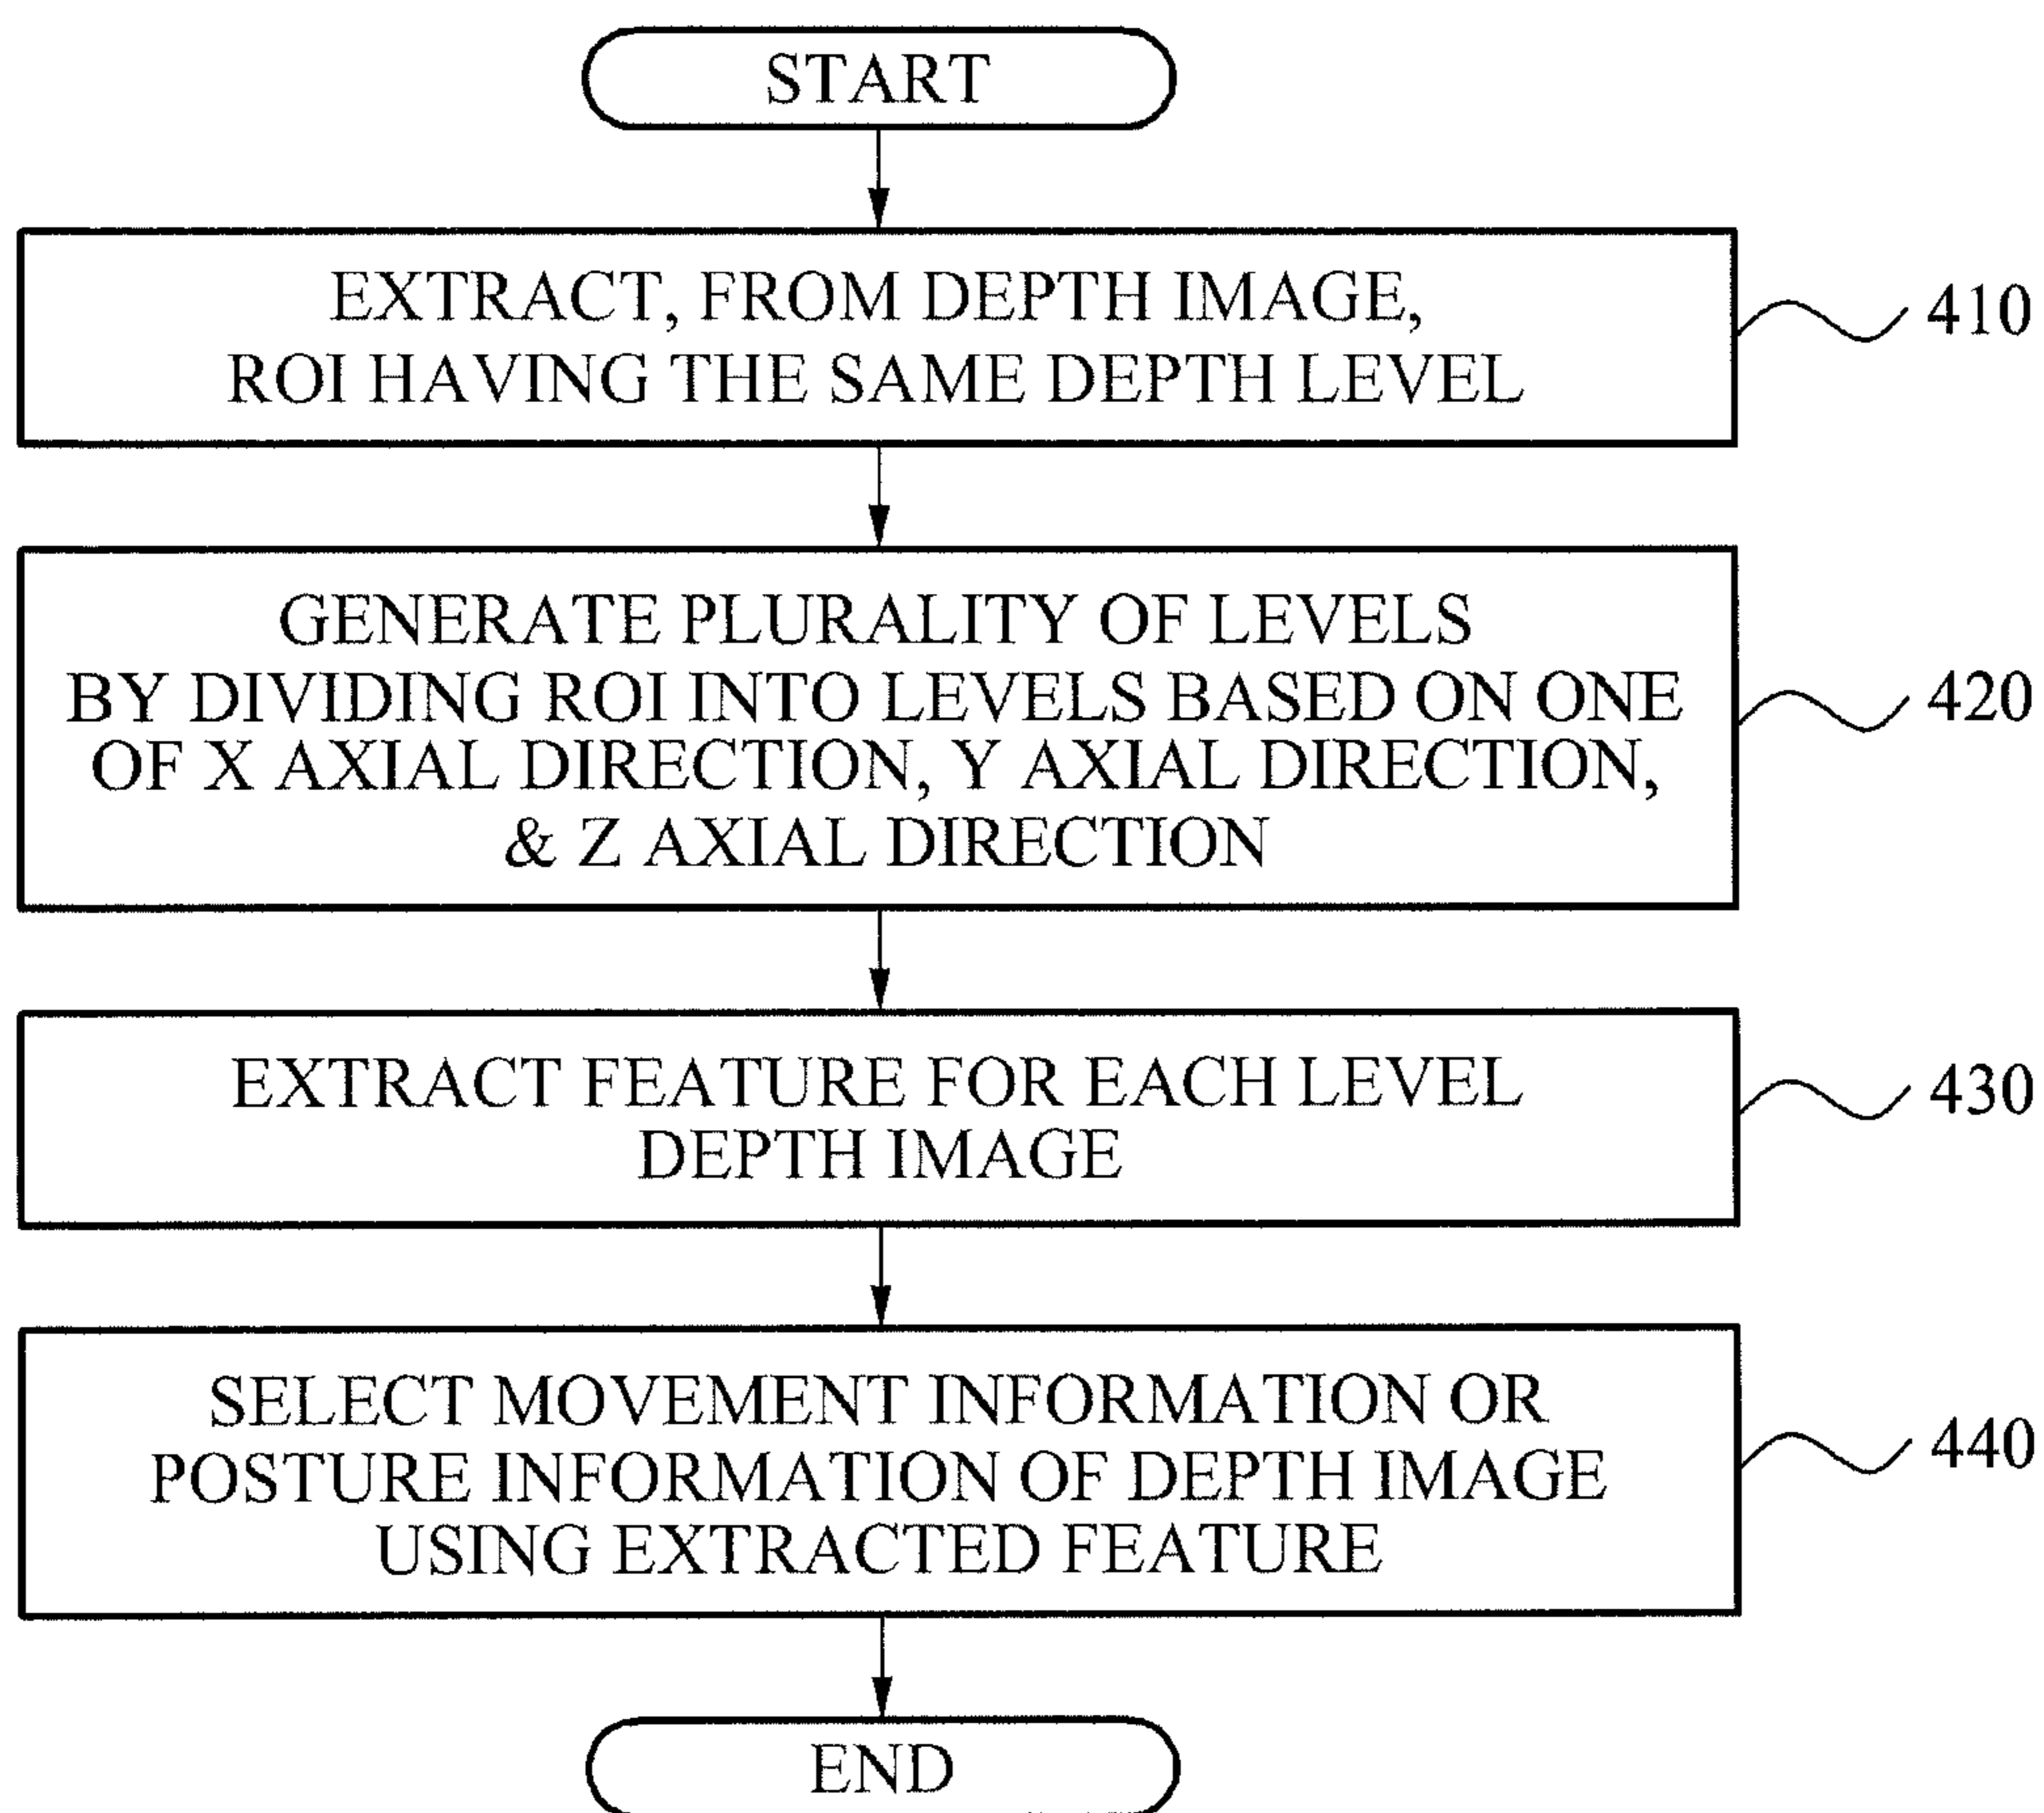 START
EXTRACT, FROM DEPTH IMAGE,
ROI HAVING THE SAME DEPTH LEVEL
410
GENERATE PLURALITY OF LEVELS
BY DIVIDING ROI INTO LEVELS BASED ON ONE
OF X AXIAL DIRECTION, Y AXIAL DIRECTION,
& Z AXIAL DIRECTION
420
EXTRACT FEATURE FOR EACH LEVEL
DEPTH IMAGE
430
SELECT MOVEMENT INFORMATION OR
POSTURE INFORMATION OF DEPTH IMAGE
USING EXTRACTED FEATURE
440
END